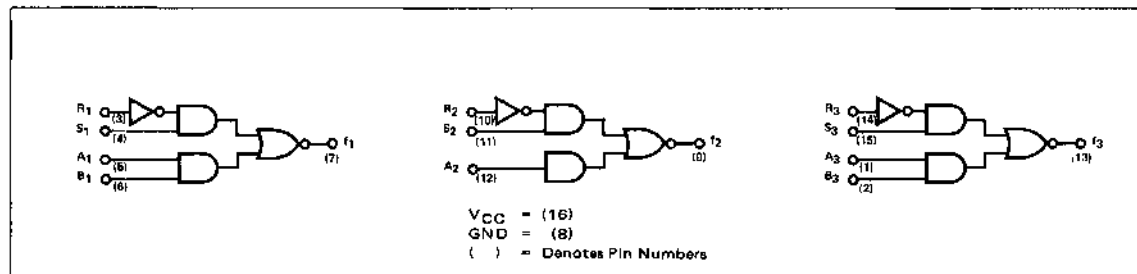 R1 (3)
S1 (4)
A1 (5)
B1 (6)
f1 (7)
R2 (10)
S2 (11)
A2 (12)
f2 (9)
R3 (14)
S3 (15)
A3 (1)
B3 (2)
f3 (13)
VCC = (16)
GND = (8)
( ) = Denotes Pin Numbers